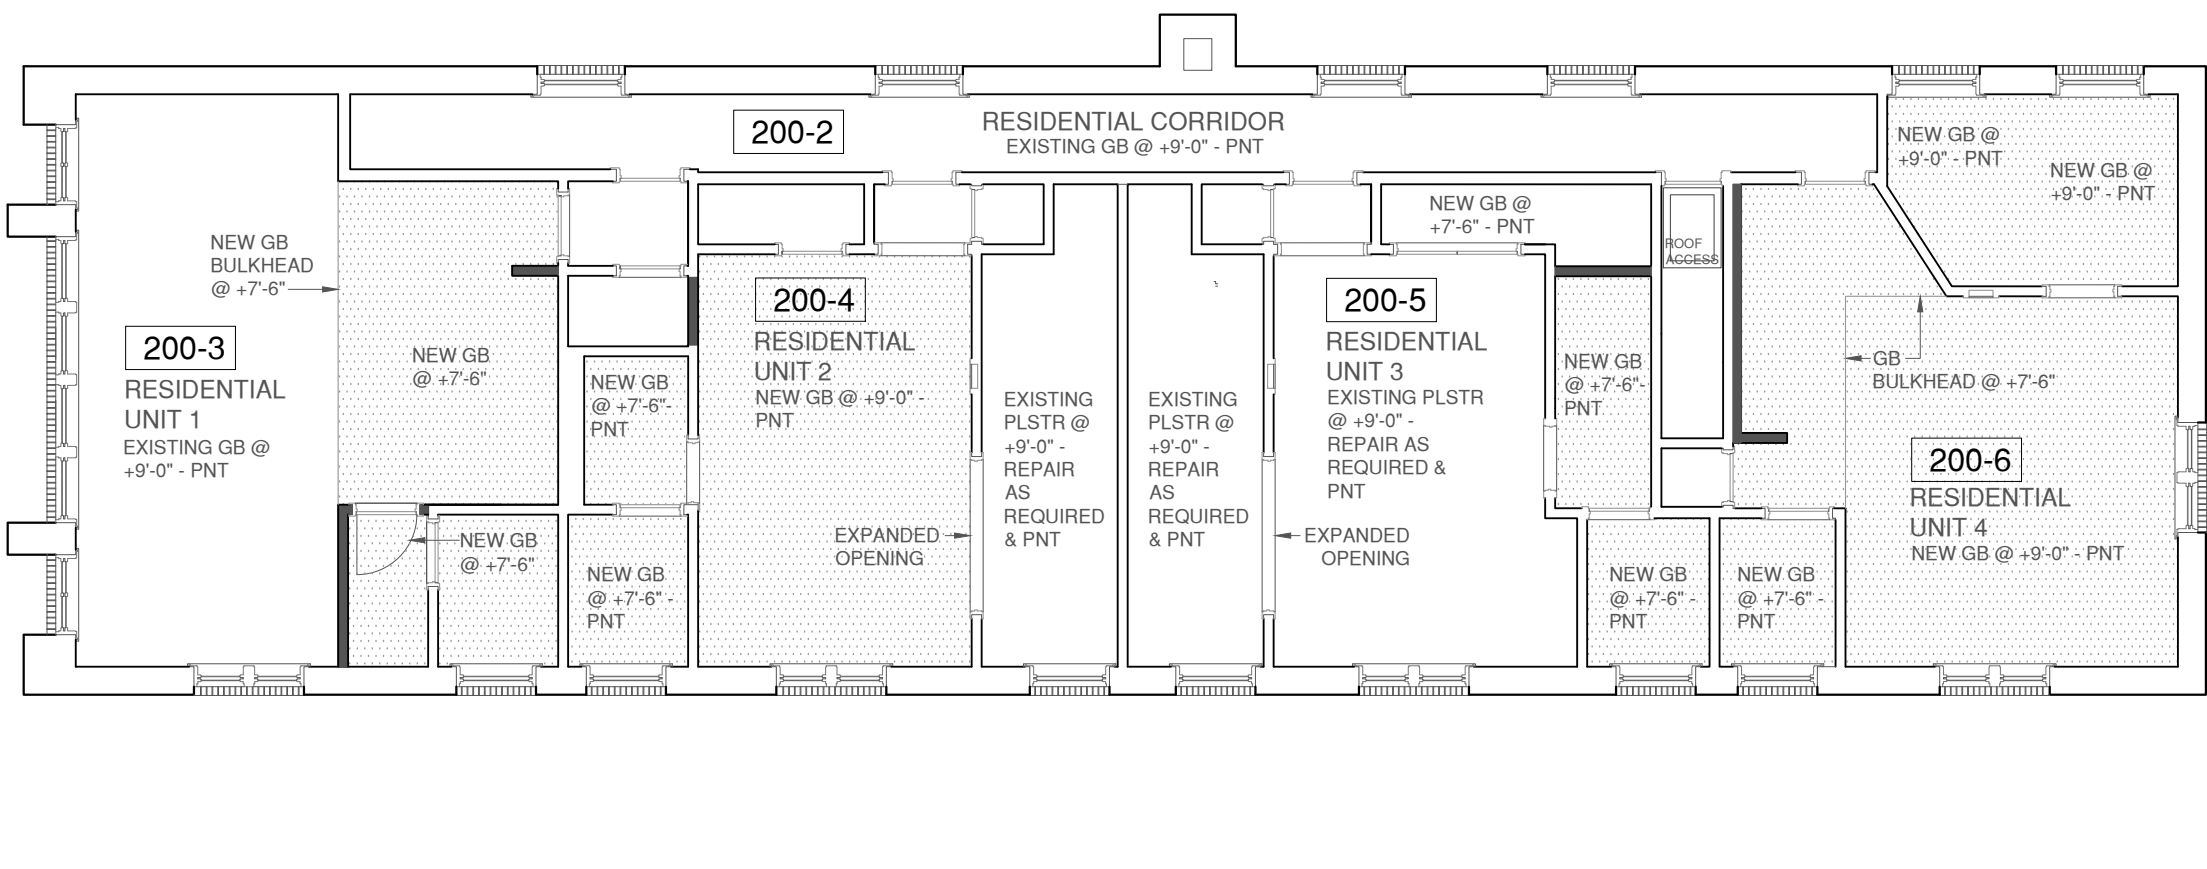 200-2
RESIDENTIAL CORRIDOR
EXISTING GB @ +9'-0" - PNT
NEW GB @
+9'-0" - PNT
NEW GB @
+9'-0" - PNT
NEW GB @
+7'-6" - PNT
ROOF
ACCESS
NEW GB
BULKHEAD
@ +7'-6"
200-3
RESIDENTIAL
UNIT 1
EXISTING GB @
+9'-0" - PNT
NEW GB
@ +7'-6"
NEW GB
@ +7'-6"
NEW GB
@ +7'-6"-
PNT
NEW GB
@ +7'-6" -
PNT
200-4
RESIDENTIAL
UNIT 2
NEW GB @ +9'-0" -
PNT
EXPANDED
OPENING
EXISTING
PLSTR @
+9'-0" -
REPAIR
AS
REQUIRED
& PNT
EXISTING
PLSTR @
+9'-0" -
REPAIR
AS
REQUIRED
& PNT
200-5
RESIDENTIAL
UNIT 3
EXISTING PLSTR
@ +9'-0" -
REPAIR AS
REQUIRED &
PNT
EXPANDED
OPENING
NEW GB
@ +7'-6"-
PNT
NEW GB
@ +7'-6" -
PNT
NEW GB
@ +7'-6" -
PNT
GB
BULKHEAD @ +7'-6"
200-6
RESIDENTIAL
UNIT 4
NEW GB @ +9'-0" - PNT